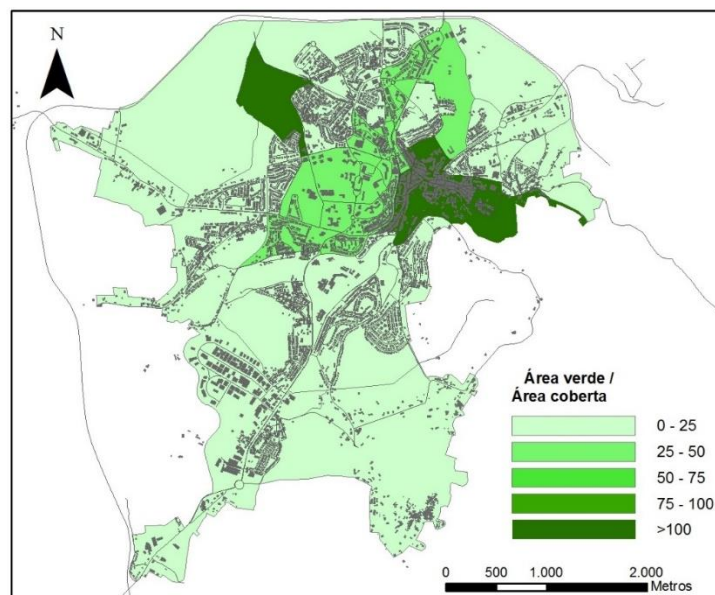 N
Área verde /
Área coberta
0 - 25
25 - 50
50 - 75
75 - 100
>100
0 500 1.000 2.000
Metros